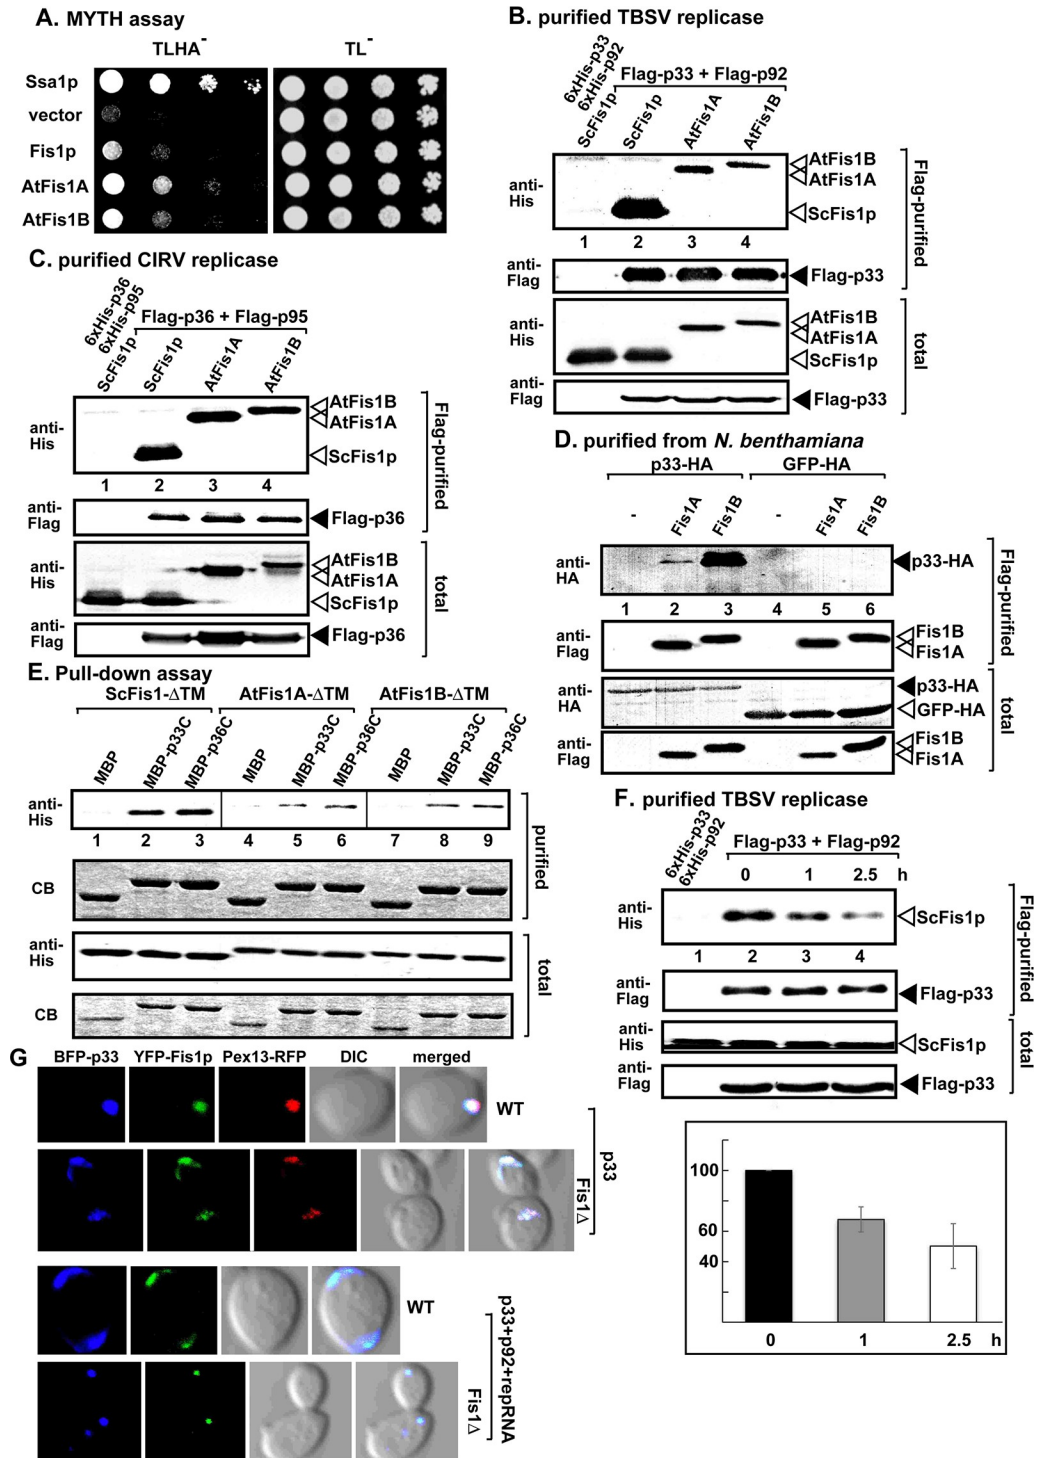 A. MYTH assay
TLHA-
TL-
Ssa1p
vector
Fis1p
AtFis1A
AtFis1B
B. purified TBSV replicase
6xHis-p33
6xHis-p92
ScFis1p
Flag-p33 + Flag-p92
ScFis1p
AtFis1A
AtFis1B
anti-His
AtFis1B
AtFis1A
ScFis1p
1 2 3 4
anti-Flag
Flag-p33
Flag-purified
anti-His
AtFis1B
AtFis1A
ScFis1p
anti-Flag
Flag-p33
total
C. purified CIRV replicase
6xHis-p36
6xHis-p95
ScFis1p
Flag-p36 + Flag-p95
ScFis1p
AtFis1A
AtFis1B
anti-His
AtFis1B
AtFis1A
ScFis1p
1 2 3 4
anti-Flag
Flag-p36
Flag-purified
anti-His
AtFis1B
AtFis1A
ScFis1p
anti-Flag
Flag-p36
total
D. purified from N. benthamiana
p33-HA
GFP-HA
- Fis1A Fis1B - Fis1A Fis1B
anti-HA
p33-HA
1 2 3 4 5 6
anti-Flag
Fis1B
Fis1A
Flag-purified
anti-HA
p33-HA
GFP-HA
anti-Flag
Fis1B
Fis1A
total
E. Pull-down assay
ScFis1-ΔTM AtFis1A-ΔTM AtFis1B-ΔTM
MBP MBP-p33C MBP-p36C MBP MBP-p33C MBP-p36C MBP MBP-p33C MBP-p36C
anti-His
1 2 3 4 5 6 7 8 9
CB
purified
anti-His
CB
total
F. purified TBSV replicase
6xHis-p33
6xHis-p92
Flag-p33 + Flag-p92
0 1 2.5 h
anti-His
ScFis1p
1 2 3 4
anti-Flag
Flag-p33
Flag-purified
anti-His
ScFis1p
anti-Flag
Flag-p33
total
100
60
40
0 1 2.5 h
G
BFP-p33 YFP-Fis1p Pex13-RFP DIC merged
WT
Fis1Δ
p33
WT
Fis1Δ
p33+p92+repRNA